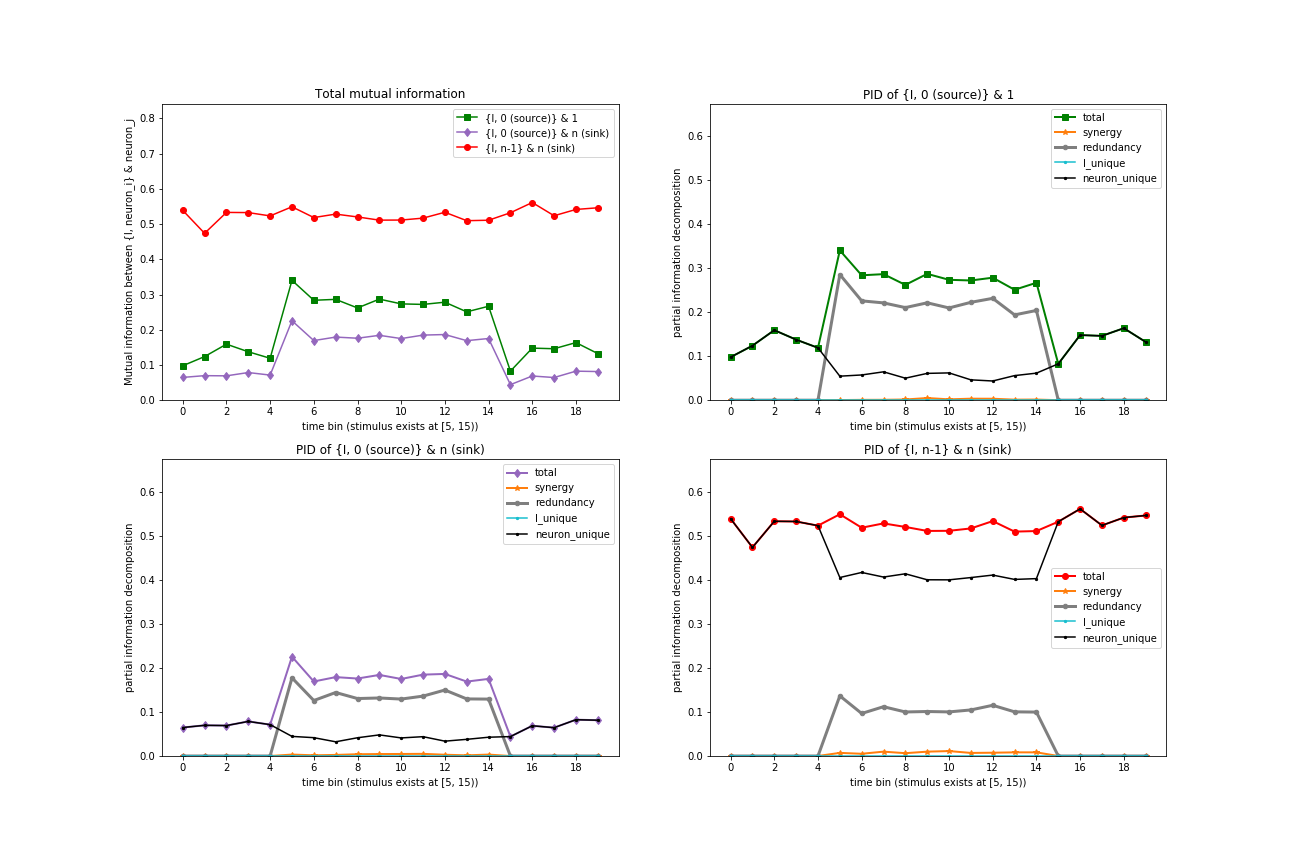 Total mutual information
Mutual information between {I, neuron_i} & neuron_j
0.8
0.7
0.6
0.5
0.4
0.3
0.2
0.1
0.0
{I, 0 (source)} & 1
{I, 0 (source)} & n (sink)
{I, n-1} & n (sink)
0 2 4 6 8 10 12 14 16 18
time bin (stimulus exists at [5, 15))
PID of {I, 0 (source)} & 1
partial information decomposition
0.6
0.5
0.4
0.3
0.2
0.1
0.0
total
synergy
redundancy
I_unique
neuron_unique
0 2 4 6 8 10 12 14 16 18
time bin (stimulus exists at [5, 15))
PID of {I, 0 (source)} & n (sink)
partial information decomposition
0.6
0.5
0.4
0.3
0.2
0.1
0.0
total
synergy
redundancy
I_unique
neuron_unique
0 2 4 6 8 10 12 14 16 18
time bin (stimulus exists at [5, 15))
PID of {I, n-1} & n (sink)
partial information decomposition
0.6
0.5
0.4
0.3
0.2
0.1
0.0
total
synergy
redundancy
I_unique
neuron_unique
0 2 4 6 8 10 12 14 16 18
time bin (stimulus exists at [5, 15))